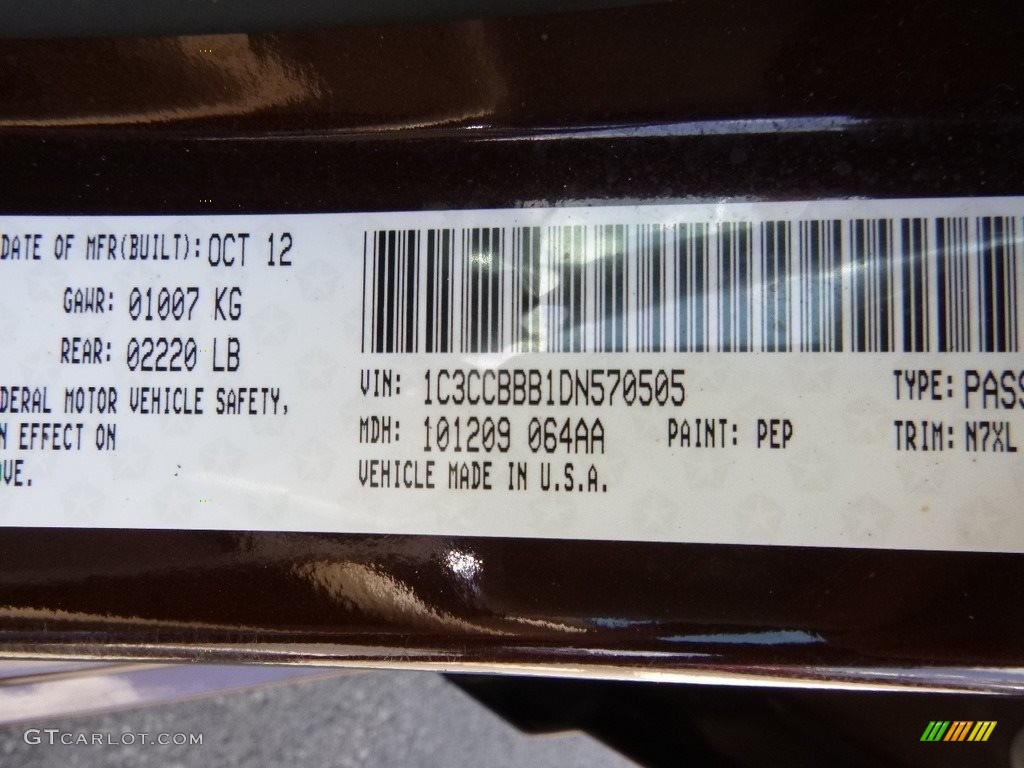 DATE OF MFR(BUILT): OCT 12
GAWR: 01007 KG
REAR: 02220 LB
DERAL MOTOR VEHICLE SAFETY,
N EFFECT ON
OVE.
VIN: 1C3CCBBB1DN570505 TYPE: PASS
MDH: 101209 064AA PAINT: PEP TRIM: N7XL
VEHICLE MADE IN U.S.A.
GTCARLOT.COM